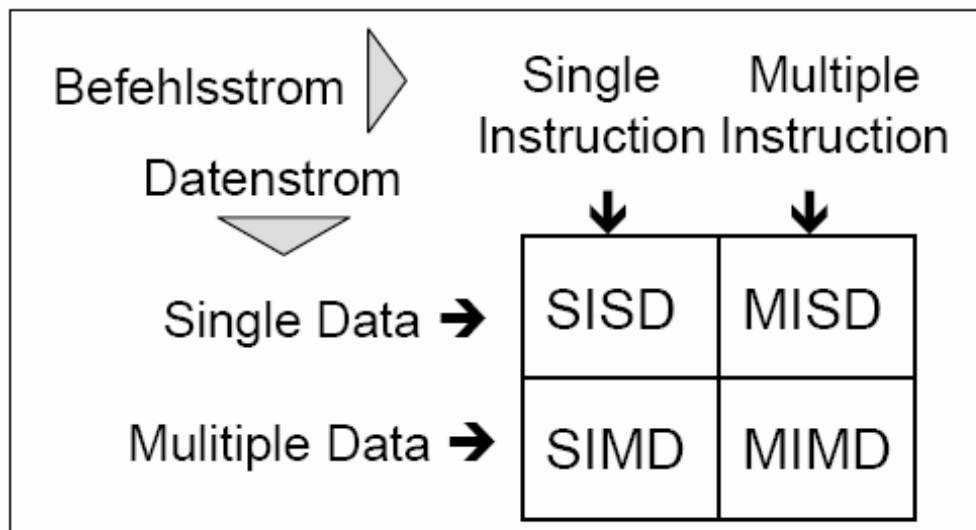 Befehlsstrom
Single Multiple
Instruction Instruction
Datenstrom
Single Data → SISD MISD
Mulitiple Data → SIMD MIMD